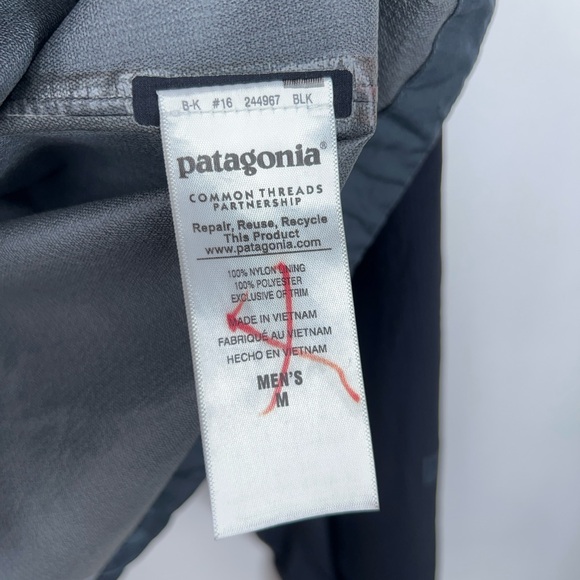 B-K #16 244967 BLK
patagonia®
COMMON THREADS
PARTNERSHIP
Repair, Reuse, Recycle
This Product
www.patagonia.com
100% NYLON LINING
100% POLYESTER
EXCLUSIVE OF TRIM
MADE IN VIETNAM
FABRIQUÉ AU VIETNAM
HECHO EN VIETNAM
MEN'S
M